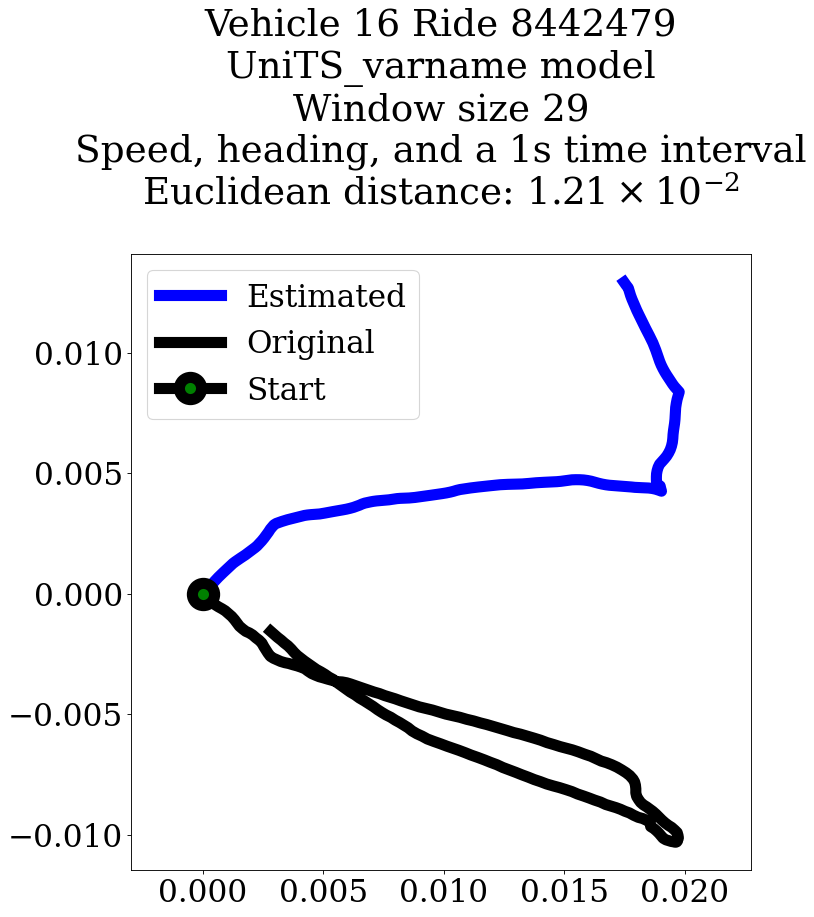 Vehicle 16 Ride 8442479
UniTS_varname model
Window size 29
Speed, heading, and a 1s time interval
Euclidean distance: 1.21 × 10⁻²
Estimated
Original
Start
0.010
0.005
0.000
−0.005
−0.010
0.000 0.005 0.010 0.015 0.020